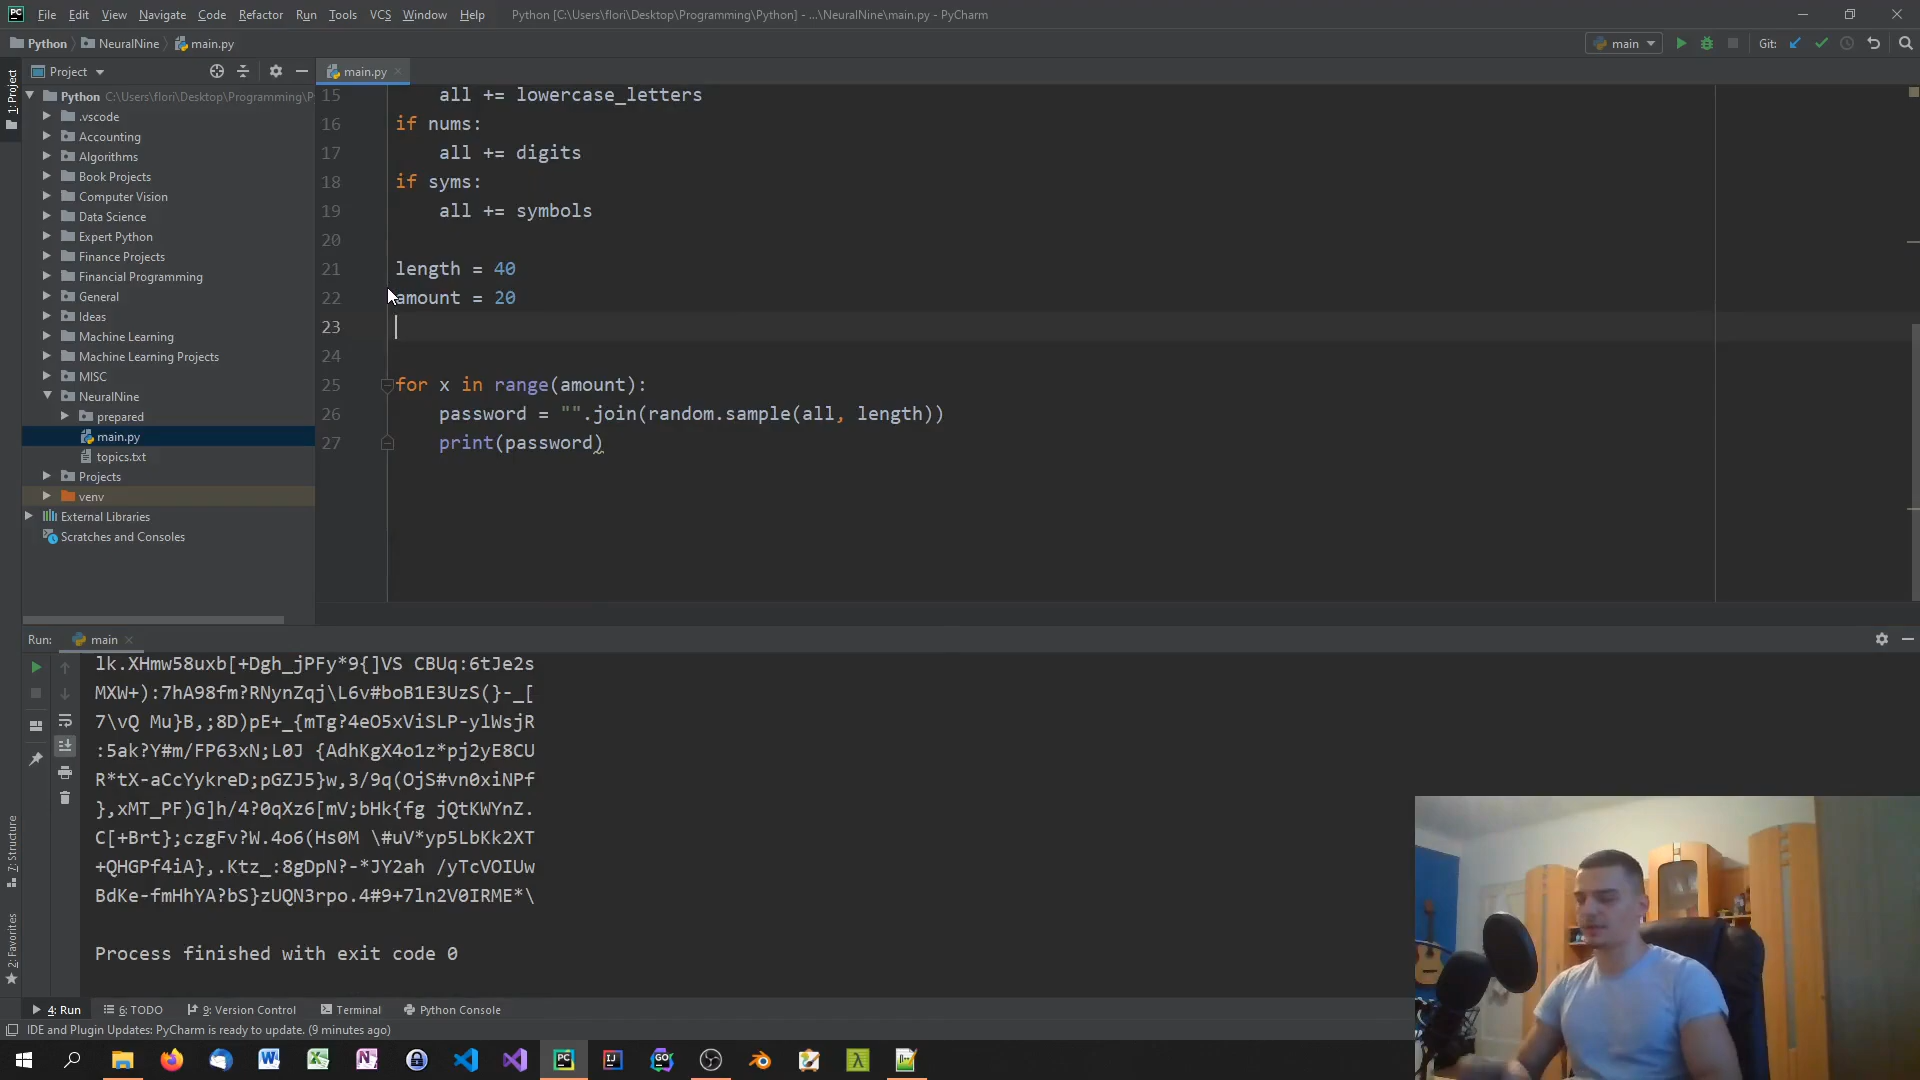 File Edit View Navigate Code Refactor Run Tools VCS Window Help Python [C:\Users\flori\Desktop\Programming\Python] - ...\NeuralNine\main.py - PyCharm
Python NeuralNine main.py main Git:
Project main.py
1: Project
Python C:\Users\flori\Desktop\Programming\P
.vscode
Accounting
Algorithms
Book Projects
Computer Vision
Data Science
Expert Python
Finance Projects
Financial Programming
General
Ideas
Machine Learning
Machine Learning Projects
MISC
NeuralNine
prepared
main.py
topics.txt
Projects
venv
External Libraries
Scratches and Consoles
15 all += lowercase_letters
16 if nums:
17 all += digits
18 if syms:
19 all += symbols
20
21 length = 40
22 amount = 20
23
24
25 for x in range(amount):
26 password = "".join(random.sample(all, length))
27 print(password)
Run: main
lk.XHmw58uxb[+Dgh_jPFy*9{]VS CBUq:6tJe2s
MXW+):7hA98fm?RNynZqj\L6v#boB1E3UzS(}-_[
7\vQ Mu}B,;8D)pE+_{mTg?4eO5xViSLP-ylWsjR
:5ak?Y#m/FP63xN;L0J {AdhKgX4o1z*pj2yE8CU
R*tX-aCcYykreD;pGZJ5}w,3/9q(OjS#vn0xiNPf
},xMT_PF)G]h/4?0qXz6[mV;bHk{fg jQtKWYnZ.
C[+Brt};czgFv?W.4o6(Hs0M \#uV*yp5LbKk2XT
+QHGPf4iA},.Ktz_:8gDpN?-*JY2ah /yTcVOIUw
BdKe-fmHhYA?bS}zUQN3rpo.4#9+7ln2V0IRME*\
Process finished with exit code 0
7: Structure
2: Favorites
4: Run 6: TODO 9: Version Control Terminal Python Console
IDE and Plugin Updates: PyCharm is ready to update. (9 minutes ago)